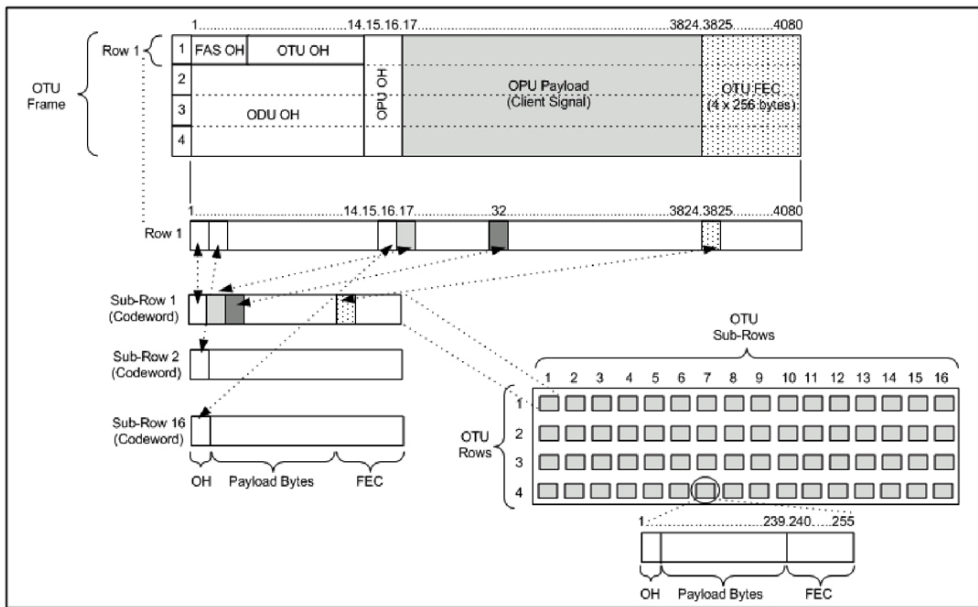 1 14.15.16.17 3824.3825 4080
Row 1
1 FAS OH OTU OH
OTU Frame
2
3
4
ODU OH
OPU OH
OPU Payload
(Client Signal)
OTU FEC
(4 x 256 bytes)
1 14.15.16.17 32 3824.3825 4080
Row 1
Sub-Row 1
(Codeword)
Sub-Row 2
(Codeword)
Sub-Row 16
(Codeword)
OH Payload Bytes FEC
OTU
Sub-Rows
1 2 3 4 5 6 7 8 9 10 11 12 13 14 15 16
OTU
Rows
1
2
3
4
1 239.240 255
OH Payload Bytes FEC